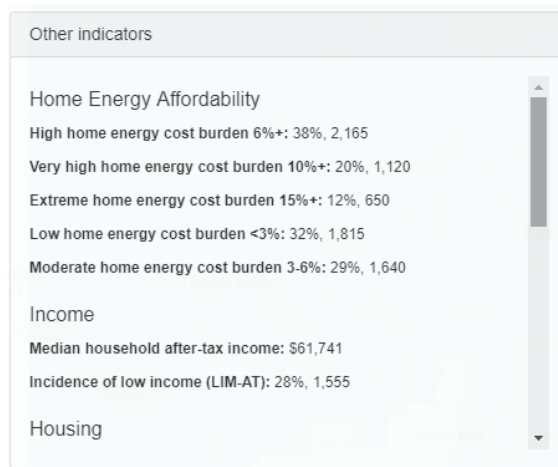 Other indicators
Home Energy Affordability
High home energy cost burden 6%+: 38%, 2,165
Very high home energy cost burden 10%+: 20%, 1,120
Extreme home energy cost burden 15%+: 12%, 650
Low home energy cost burden <3%: 32%, 1,815
Moderate home energy cost burden 3-6%: 29%, 1,640
Income
Median household after-tax income: $61,741
Incidence of low income (LIM-AT): 28%, 1,555
Housing